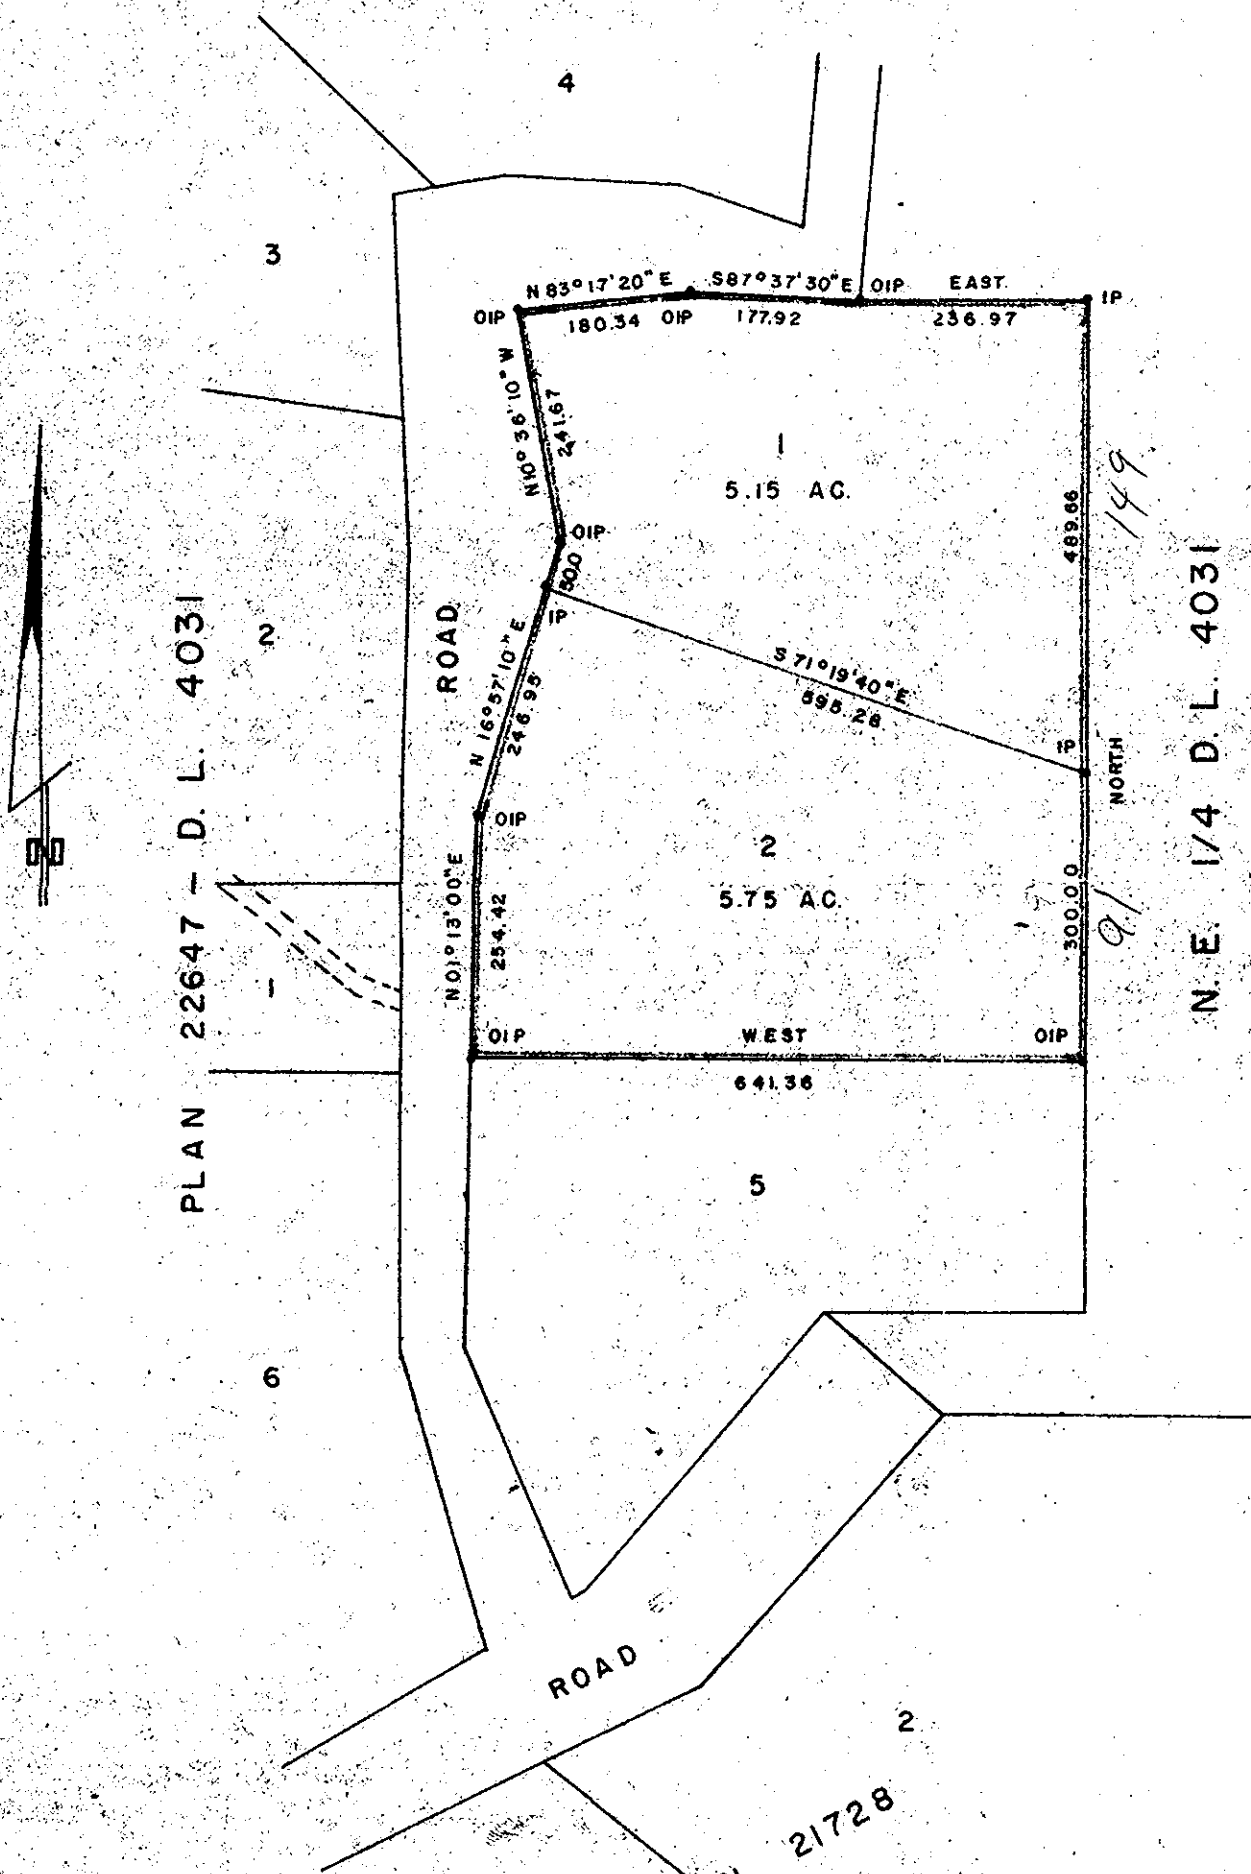 4
3
N 83° 17' 20" E
S 87° 37' 30" E
OIP
EAST.
IP
OIP
180.34
OIP
177.92
236.97
N 10° 36' 10" W
241.67
1
5.15 AC.
OIP
50.0
IP
489.66
149
ROAD
2
PLAN 22647 - D. L. 4031
N 16° 57' 10" E
246.95
S 71° 19' 40" E
595.28
IP
NORTH
N. E. 1/4 D. L. 4031
OIP
2
5.75 AC.
N 01° 13' 00" E
254.42
300.00
91
N
1
OIP
WEST
OIP
641.36
5
6
ROAD
2
21728